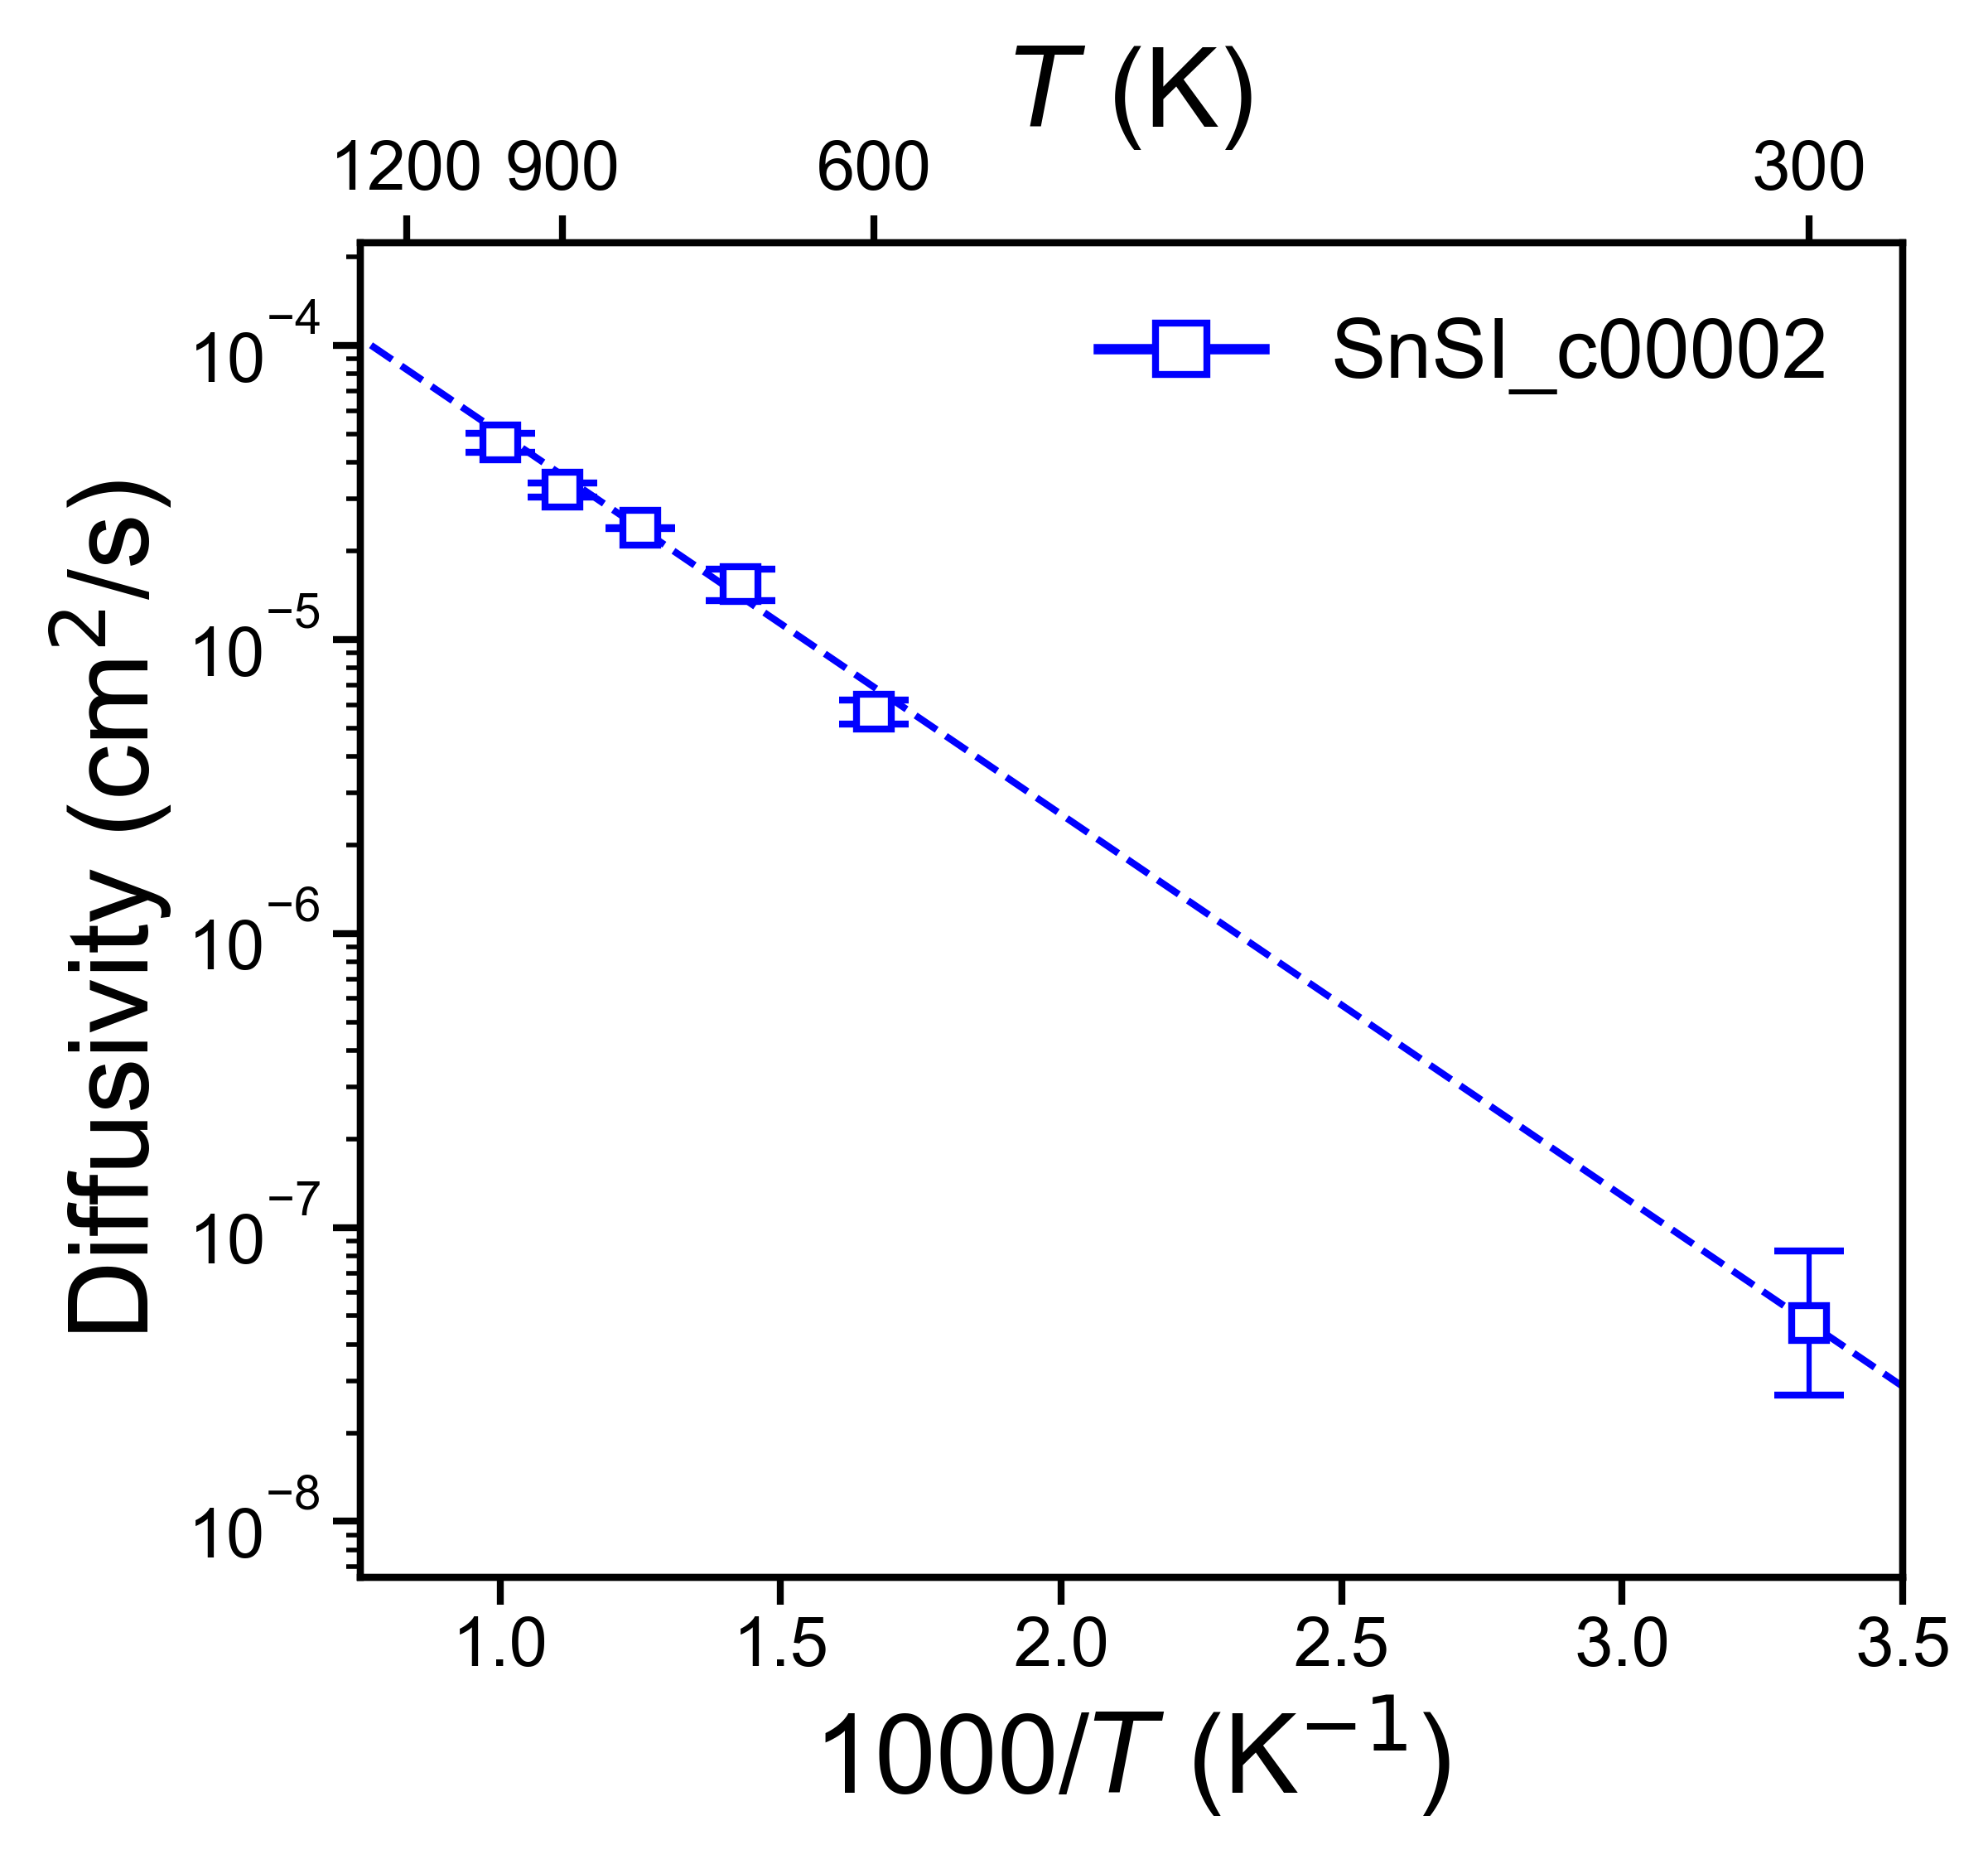 T (K)
1200 900 600 300
SnSI_c00002
Diffusivity (cm²/s)
10⁻⁴
10⁻⁵
10⁻⁶
10⁻⁷
10⁻⁸
1.0 1.5 2.0 2.5 3.0 3.5
1000/T (K⁻¹)